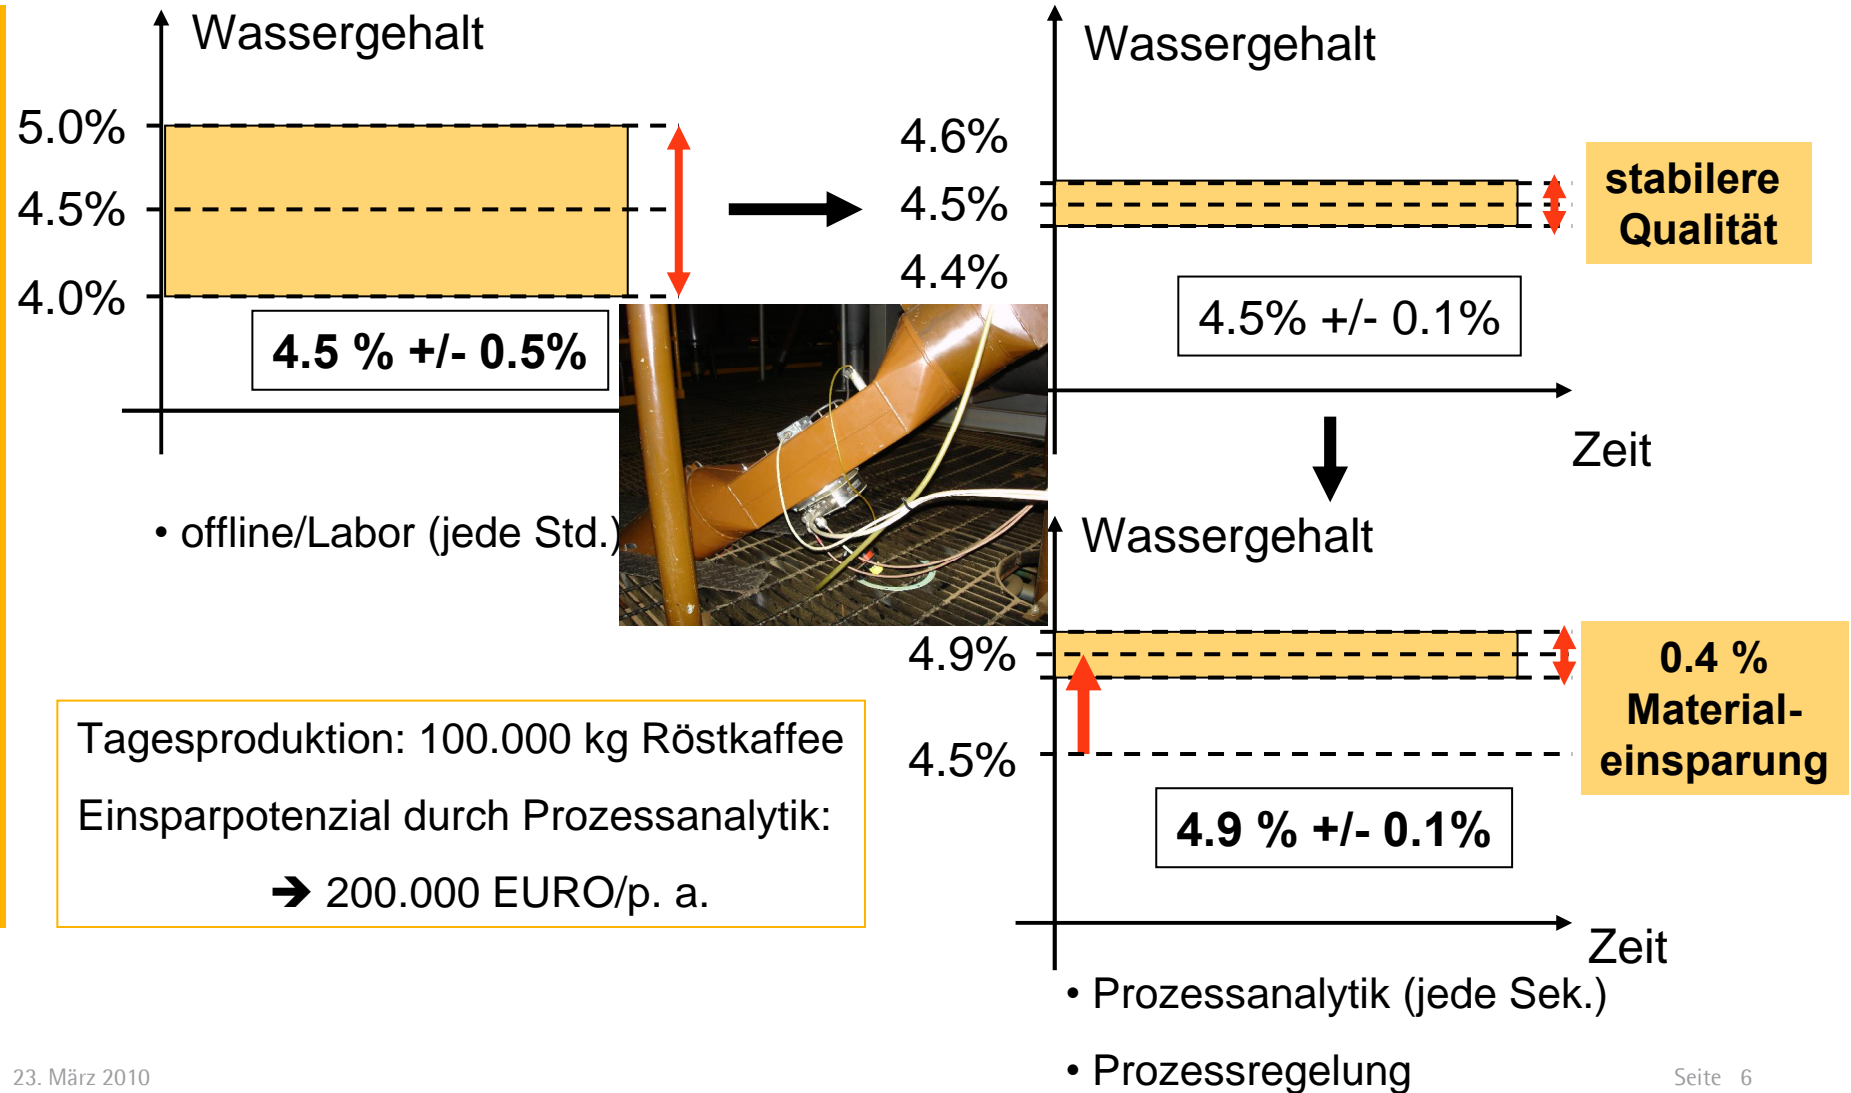 Wassergehalt
5.0%
4.5%
4.0%
4.5 % +/- 0.5%
• offline/Labor (jede Std.)
Wassergehalt
4.6%
4.5%
4.4%
stabilere
Qualität
4.5% +/- 0.1%
Zeit
Wassergehalt
4.9%
4.5%
0.4 %
Material-
einsparung
4.9 % +/- 0.1%
Zeit
• Prozessanalytik (jede Sek.)
• Prozessregelung
Tagesproduktion: 100.000 kg Röstkaffee
Einsparpotenzial durch Prozessanalytik:
➔ 200.000 EURO/p. a.
23. März 2010
Seite 6